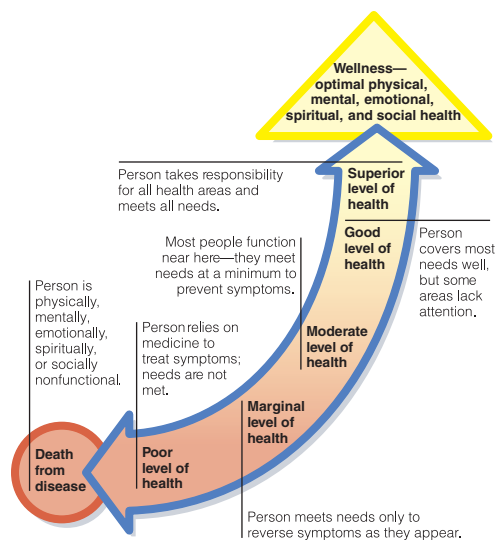 Wellness—
optimal physical,
mental, emotional,
spiritual, and social health
Person takes responsibility
for all health areas and
meets all needs.
Superior
level of
health
Good
level of
health
Person
covers most
needs well,
but some
areas lack
attention.
Most people function
near here—they meet
needs at a minimum to
prevent symptoms.
Moderate
level of
health
Person is
physically,
mentally,
emotionally,
spiritually,
or socially
nonfunctional.
Person relies on
medicine to
treat symptoms;
needs are not
met.
Marginal
level of
health
Death
from
disease
Poor
level of
health
Person meets needs only to
reverse symptoms as they appear.